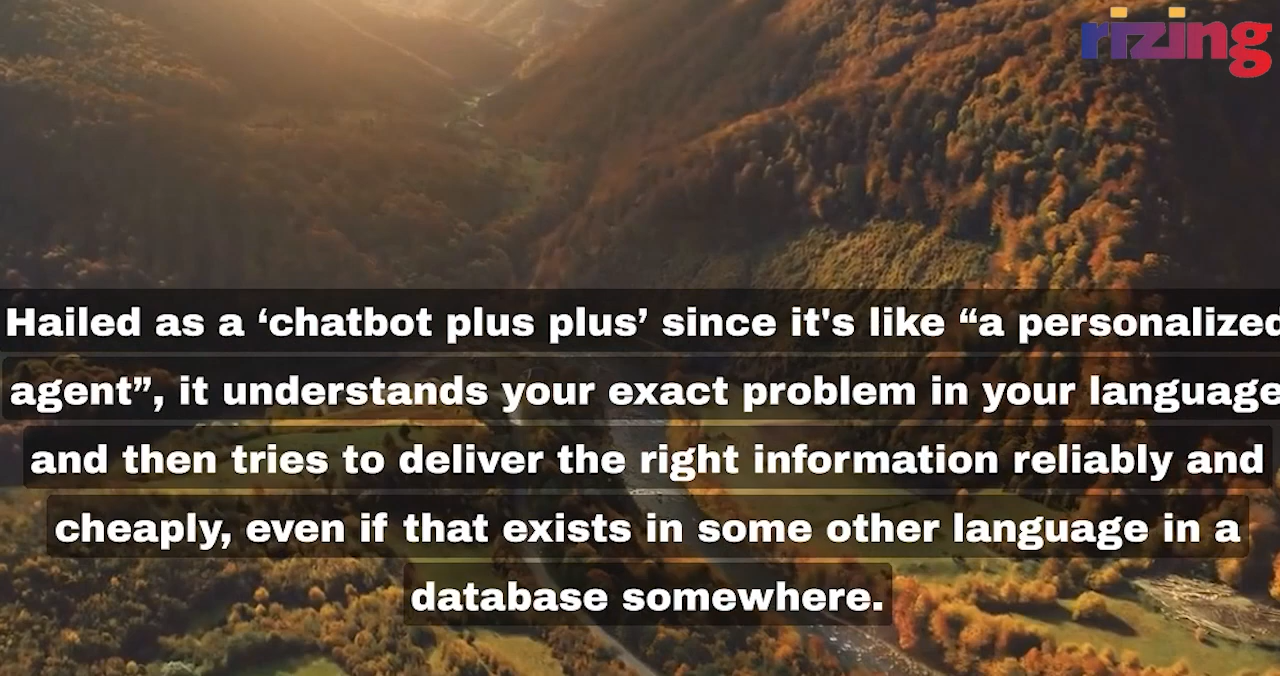 rizing
Hailed as a ‘chatbot plus plus’ since it's like “a personalized
agent”, it understands your exact problem in your language
and then tries to deliver the right information reliably and
cheaply, even if that exists in some other language in a
database somewhere.